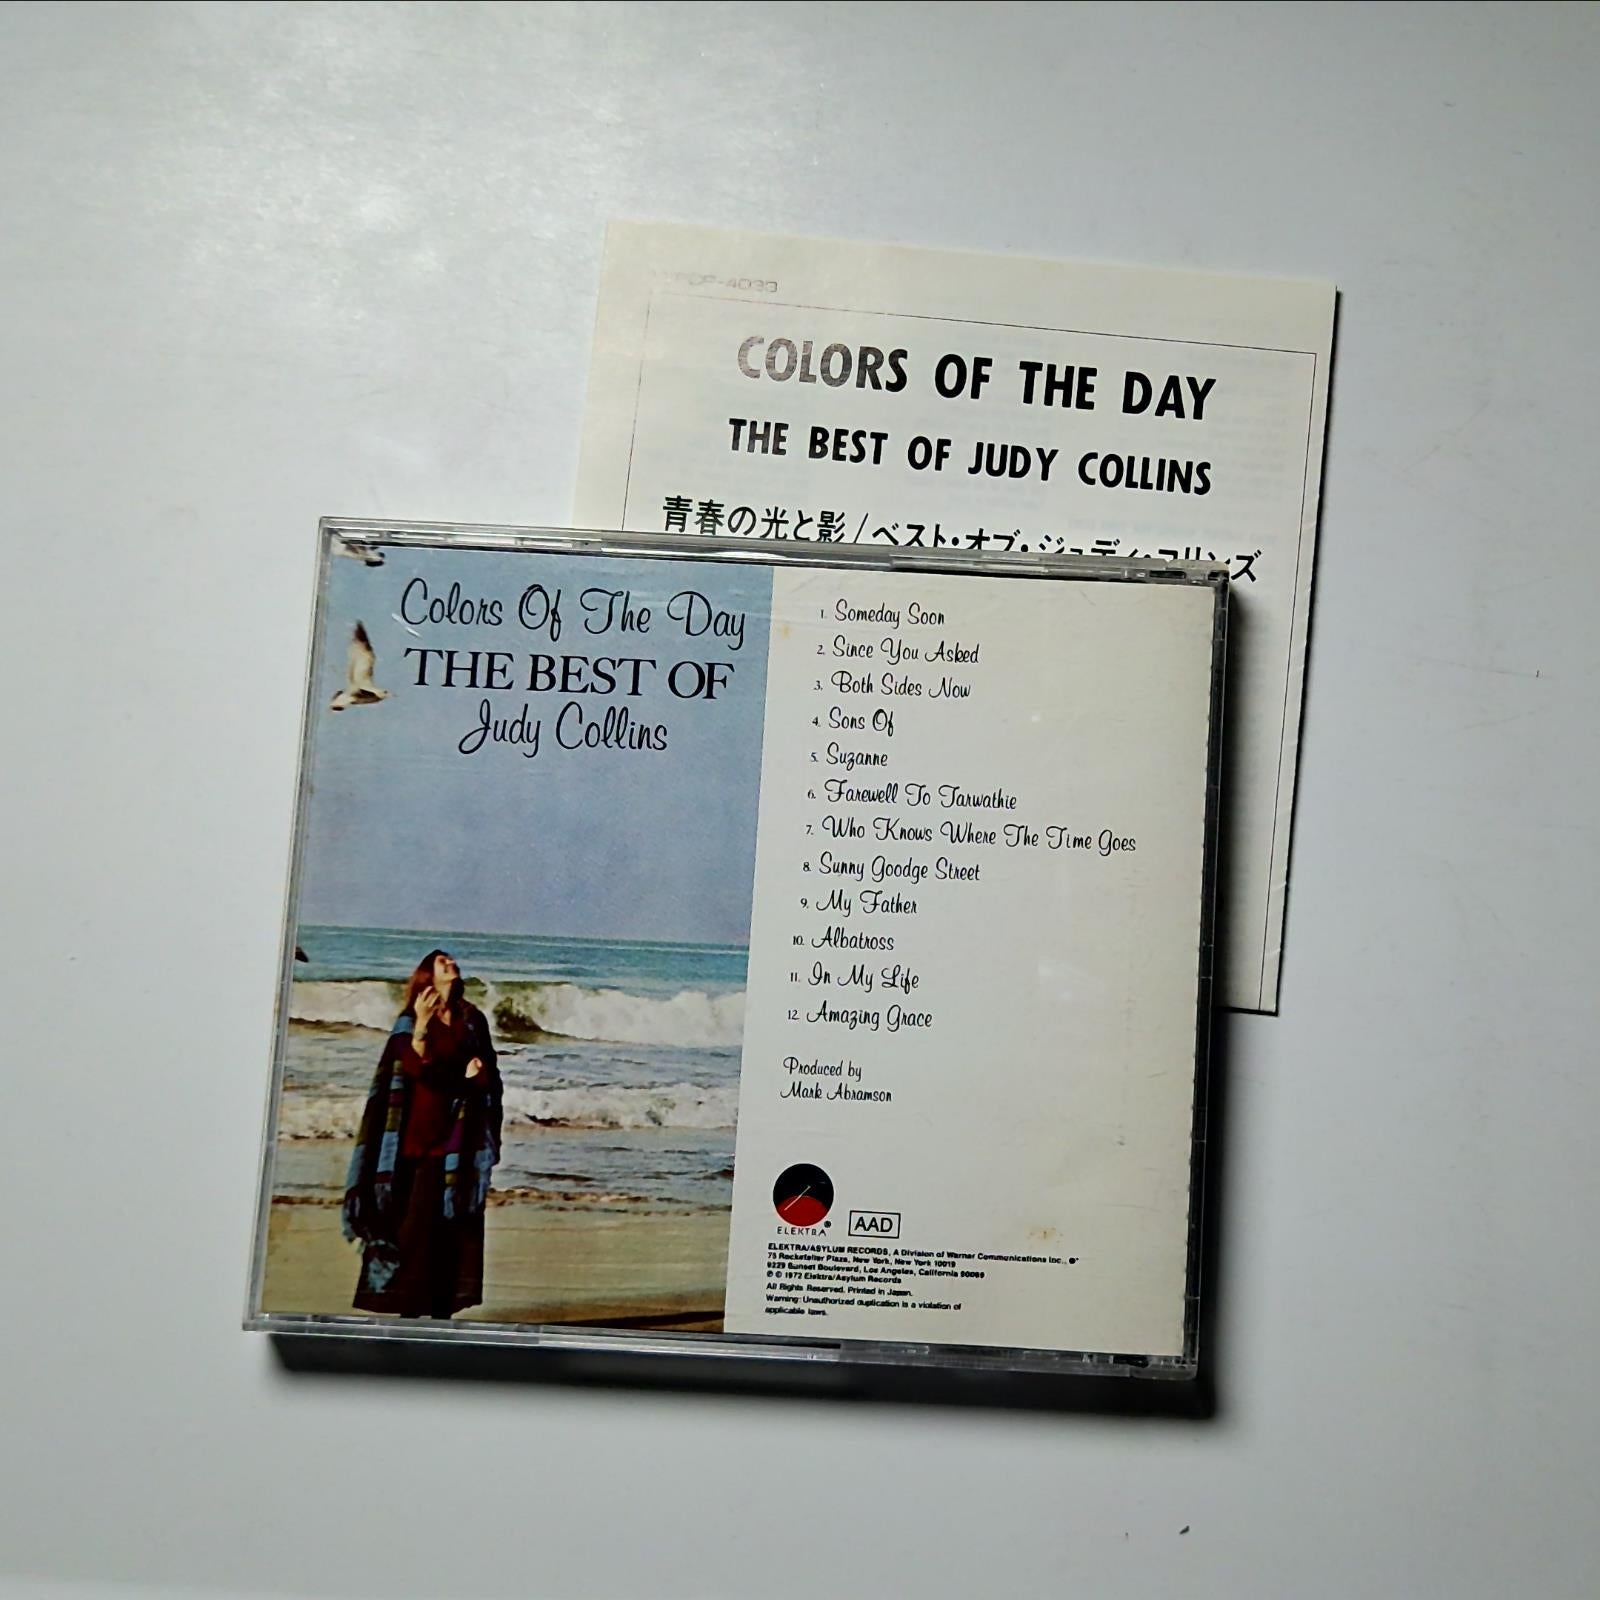 COLORS OF THE DAY
THE BEST OF JUDY COLLINS
青春の光と影/ベスト・オブ・ジュディ・コリンズ
Colors Of The Day
THE BEST OF
Judy Collins
1. Someday Soon
2. Since You Asked
3. Both Sides Now
4. Sons Of
5. Suzanne
6. Farewell To Tarwathie
7. Who Knows Where The Time Goes
8. Sunny Goodge Street
9. My Father
10. Albatross
11. In My Life
12. Amazing Grace
Produced by
Mark Abramson
ELEKTRA®
AAD
ELEKTRA/ASYLUM RECORDS, A Division of Warner Communications Inc.,
75 Rockefeller Plaza, New York, New York 10019
9229 Sunset Boulevard, Los Angeles, California 90069
℗ © 1972 Elektra/Asylum Records
All Rights Reserved. Printed in Japan.
Warning: Unauthorized duplication is a violation of
applicable laws.